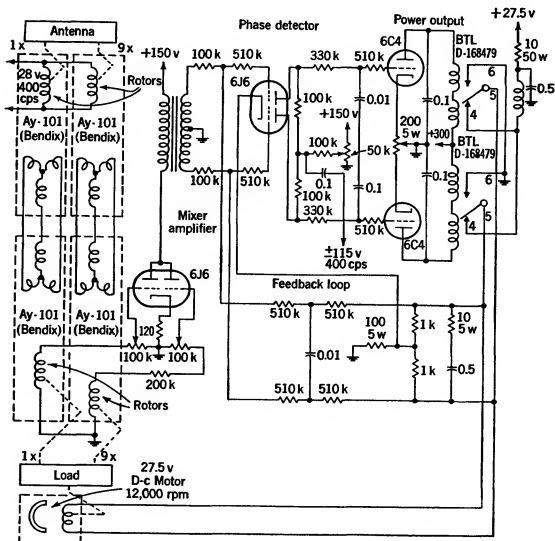 Antenna
1x
9x
28 v
400
cps
Rotors
Ay-101
(Bendix)
Ay-101
(Bendix)
Ay-101
(Bendix)
Ay-101
(Bendix)
Rotors
1x
9x
Load
27.5 v
D-c Motor
12,000 rpm
+150 v
Mixer
amplifier
6J6
120
100 k
100 k
200 k
Phase detector
100 k
510 k
6J6
100 k
510 k
330 k
510 k
100 k
+150 v
0.01
100 k
50 k
0.1
100 k
0.1
330 k
510 k
±115 v
400 cps
Power output
6C4
200
5 w
0.1
+300
0.1
6C4
BTL
D-168479
6
5
4
BTL
D-168479
6
5
4
+27.5 v
10
50 w
0.5
Feedback loop
510 k
510 k
0.01
100
5 w
1 k
1 k
10
5 w
0.5
510 k
510 k